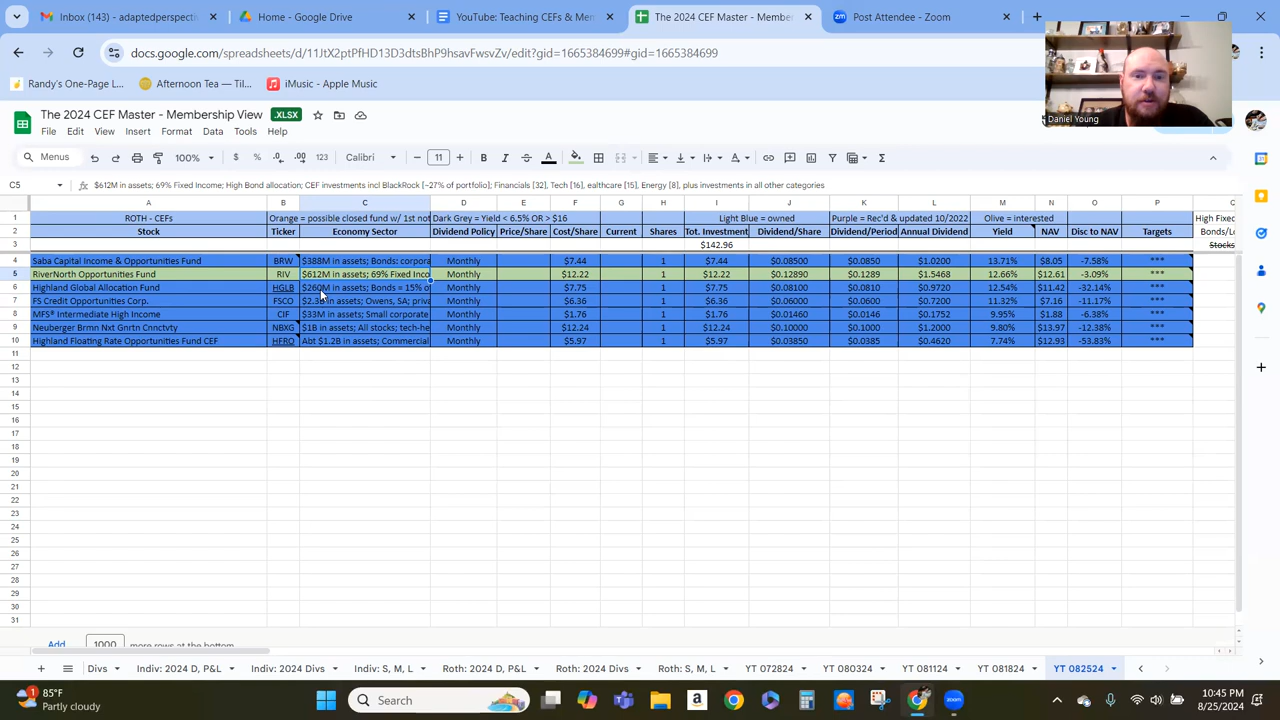 Inbox (143) - adaptedperspecti
Home - Google Drive
YouTube: Teaching CEFs & Men
The 2024 CEF Master - Membe
Post Attendee - Zoom
docs.google.com/spreadsheets/d/11JtX2ptPfHD13D3dtsBhP9hsavFwsvZv/edit?gid=1665384699#gid=1665384699
Randy's One-Page L... Afternoon Tea — Til... iMusic - Apple Music
Daniel Young
The 2024 CEF Master - Membership View .XLSX
File Edit View Insert Format Data Tools Help
Menus 100% $ % .0 .00 123 Calibri 11 B I A
C5 $612M in assets; 69% Fixed Income; High Bond allocation; CEF investments incl BlackRock [~27% of portfolio]; Financials [32], Tech [16], ealthcare [15], Energy [8], plus investments in all other categories
A B C D E F G H I J K L M N O P
1 ROTH - CEFs Orange = possible closed fund w/ 1st not Dark Grey = Yield < 6.5% OR > $16 Light Blue = owned Purple = Rec'd & updated 10/2022 Olive = interested High Fixed
2 Stock Ticker Economy Sector Dividend Policy Price/Share Cost/Share Current Shares Tot. Investment Dividend/Share Dividend/Period Annual Dividend Yield NAV Disc to NAV Targets Bonds/Lo
3 $142.96 Stocks
4 Saba Capital Income & Opportunities Fund BRW $388M in assets; Bonds: corpora Monthly $7.44 1 $7.44 $0.08500 $0.0850 $1.0200 13.71% $8.05 -7.58% ***
5 RiverNorth Opportunities Fund RIV $612M in assets; 69% Fixed Inco Monthly $12.22 1 $12.22 $0.12890 $0.1289 $1.5468 12.66% $12.61 -3.09% ***
6 Highland Global Allocation Fund HGLB $260M in assets; Bonds = 15% o Monthly $7.75 1 $7.75 $0.08100 $0.0810 $0.9720 12.54% $11.42 -32.14% ***
7 FS Credit Opportunities Corp. FSCO in assets; Owens, SA; priva Monthly $6.36 1 $6.36 $0.06000 $0.0600 $0.7200 11.32% $7.16 -11.17% ***
8 MFS® Intermediate High Income CIF $33M in assets; Small corporate Monthly $1.76 1 $1.76 $0.01460 $0.0146 $0.1752 9.95% $1.88 -6.38% ***
9 Neuberger Brmn Nxt Gnrtn Cnnctvty NBXG $1B in assets; All stocks; tech-he Monthly $12.24 1 $12.24 $0.10000 $0.1000 $1.2000 9.80% $13.97 -12.38% ***
10 Highland Floating Rate Opportunities Fund CEF HFRO Abt $1.2B in assets; Commercial Monthly $5.97 1 $5.97 $0.03850 $0.0385 $0.4620 7.74% $12.93 -53.83% ***
11
12
13
14
15
16
17
18
19
20
21
22
23
24
25
26
27
28
29
30
31
Add 1000 more rows at the bottom
Divs Indiv: 2024 D, P&L Indiv: 2024 Divs Indiv: S, M, L Roth: 2024 D, P&L Roth: 2024 Divs Roth: S, M, L YT 072824 YT 080324 YT 081124 YT 081824 YT 082524
1 85°F
Partly cloudy
Search
10:45 PM
8/25/2024